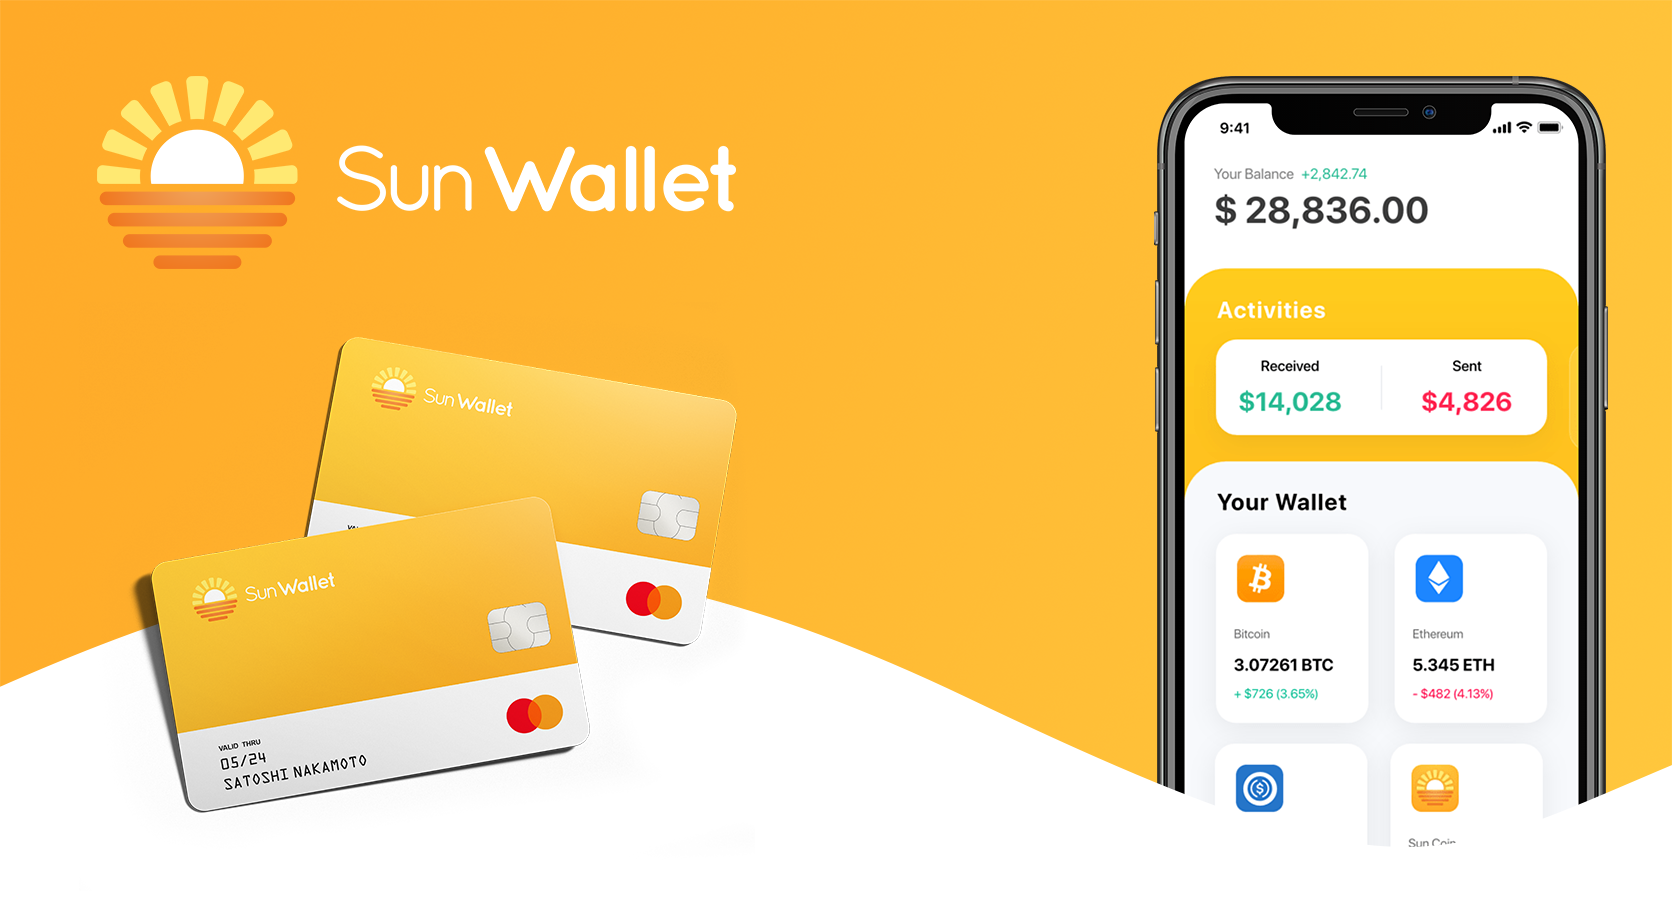 Sun Wallet
Sun Wallet
Sun Wallet
VALID THRU
05/24
SATOSHI NAKAMOTO
9:41
Your Balance +2,842.74
$ 28,836.00
Activities
Received Sent
$14,028 $4,826
Your Wallet
Bitcoin Ethereum
3.07261 BTC 5.345 ETH
+ $726 (3.65%) - $482 (4.13%)
Sun Coin